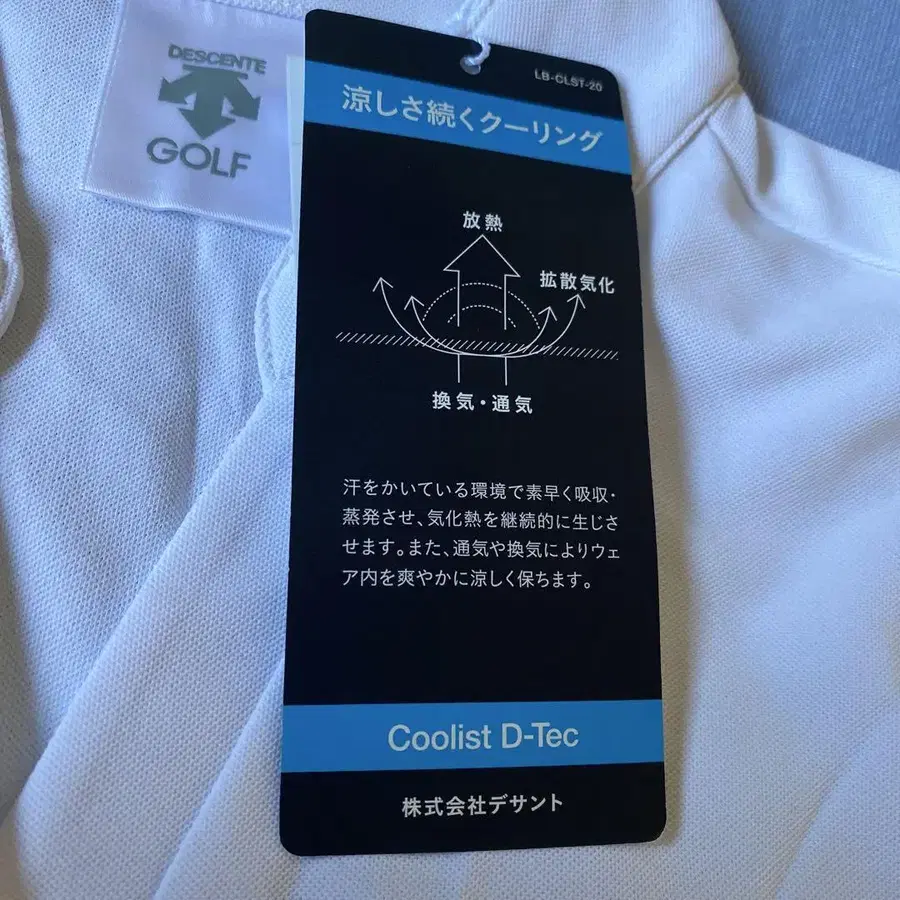 DESCENTE
GOLF
LB-CLST-20
涼しさ続くクーリング
放熱
拡散気化
換気・通気
汗をかいている環境で素早く吸収・
蒸発させ、気化熱を継続的に生じさ
せます。また、通気や換気によりウェ
ア内を爽やかに涼しく保ちます。
Coolist D-Tec
株式会社デサント